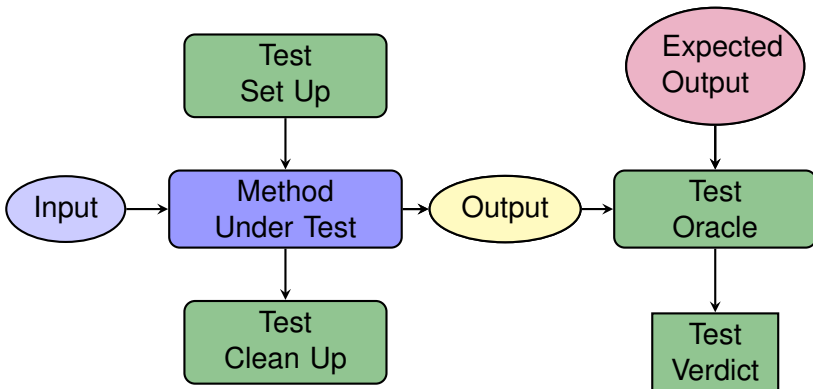 Test
Set Up
Expected
Output
Input
Method
Under Test
Output
Test
Oracle
Test
Clean Up
Test
Verdict